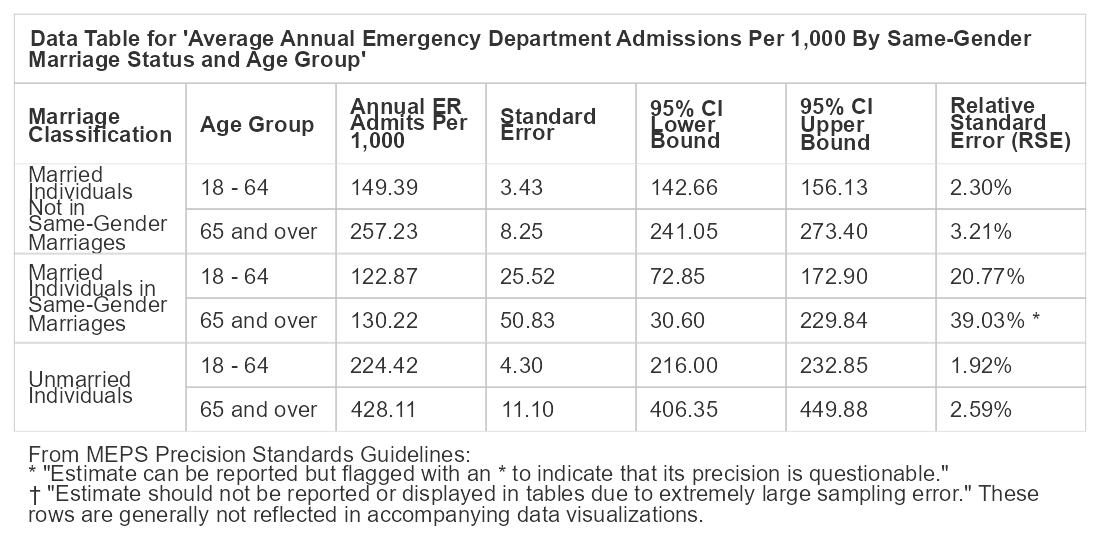 Data Table for 'Average Annual Emergency Department Admissions Per 1,000 By Same-Gender
Marriage Status and Age Group'
Marriage
Classification
Age Group
Annual ER
Admits Per
1,000
Standard
Error
95% CI
Lower
Bound
95% CI
Upper
Bound
Relative
Standard
Error (RSE)
Married
Individuals
Not in
Same-Gender
Marriages
18 - 64 149.39 3.43 142.66 156.13 2.30%
65 and over 257.23 8.25 241.05 273.40 3.21%
Married
Individuals in
Same-Gender
Marriages
18 - 64 122.87 25.52 72.85 172.90 20.77%
65 and over 130.22 50.83 30.60 229.84 39.03% *
Unmarried
Individuals
18 - 64 224.42 4.30 216.00 232.85 1.92%
65 and over 428.11 11.10 406.35 449.88 2.59%
From MEPS Precision Standards Guidelines:
* "Estimate can be reported but flagged with an * to indicate that its precision is questionable."
† "Estimate should not be reported or displayed in tables due to extremely large sampling error." These
rows are generally not reflected in accompanying data visualizations.